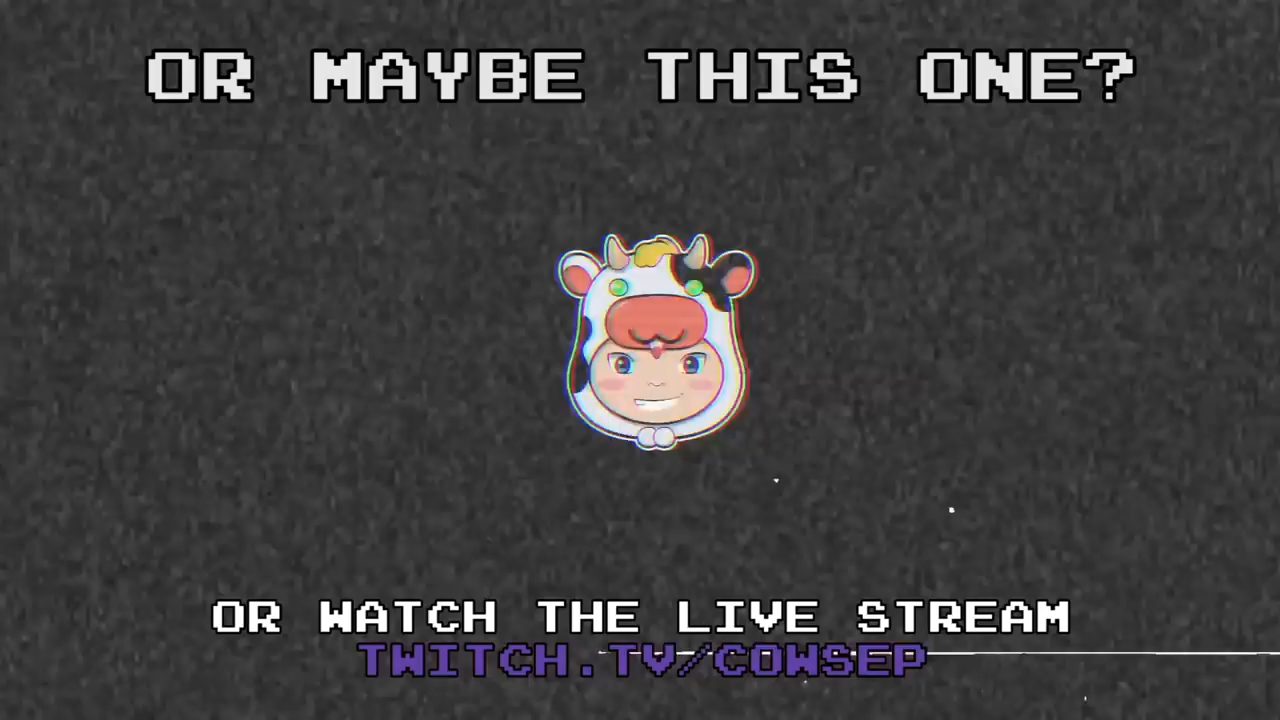 OR MAYBE THIS ONE?
OR WATCH THE LIVE STREAM
TWITCH.TV/COWSEP